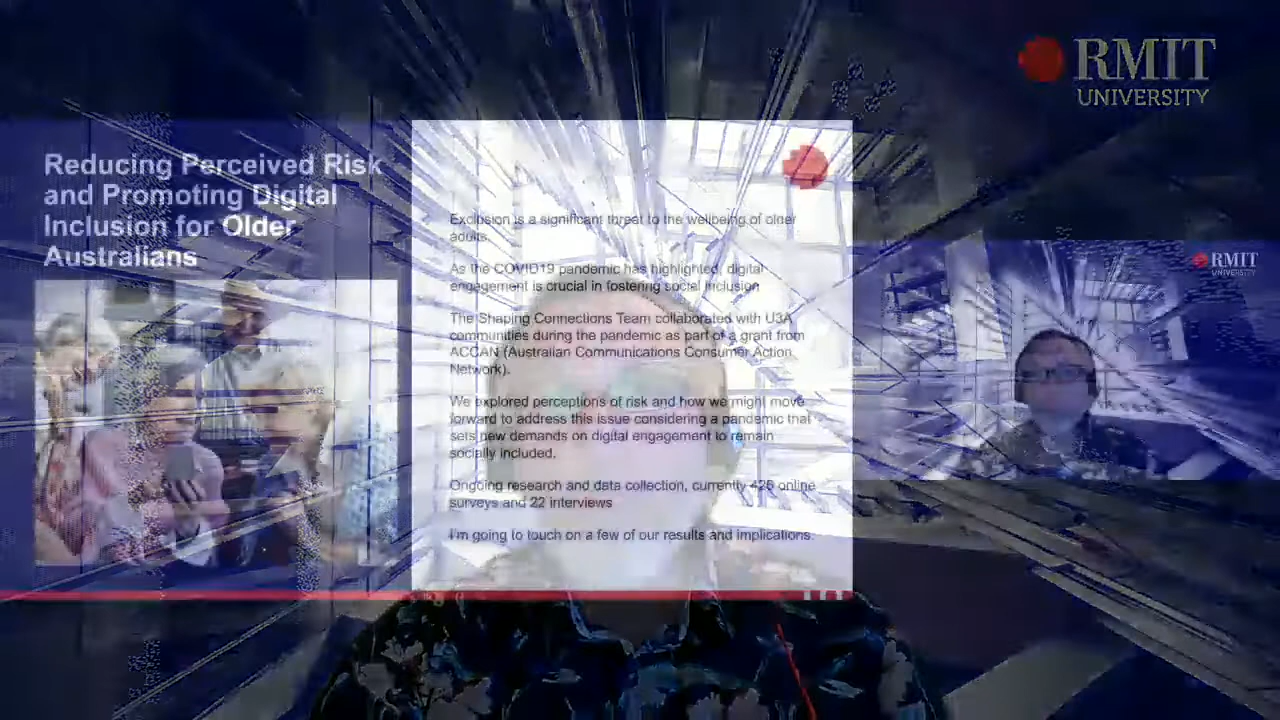 RMIT
UNIVERSITY
Reducing Perceived Risk
and Promoting Digital
Inclusion for Older
Australians
Exclusion is a significant threat to the wellbeing of older
adults.
As the COVID19 pandemic has highlighted, digital
engagement is crucial in fostering social inclusion
The Shaping Connections Team collaborated with U3A
communities during the pandemic as part of a grant from
ACCAN (Australian Communications Consumer Action
Network).
We explored perceptions of risk and how we might move
forward to address this issue considering a pandemic that
sets new demands on digital engagement to remain
socially included.
Ongoing research and data collection, currently 426 online
surveys and 22 interviews
I'm going to touch on a few of our results and implications.
RMIT
UNIVERSITY